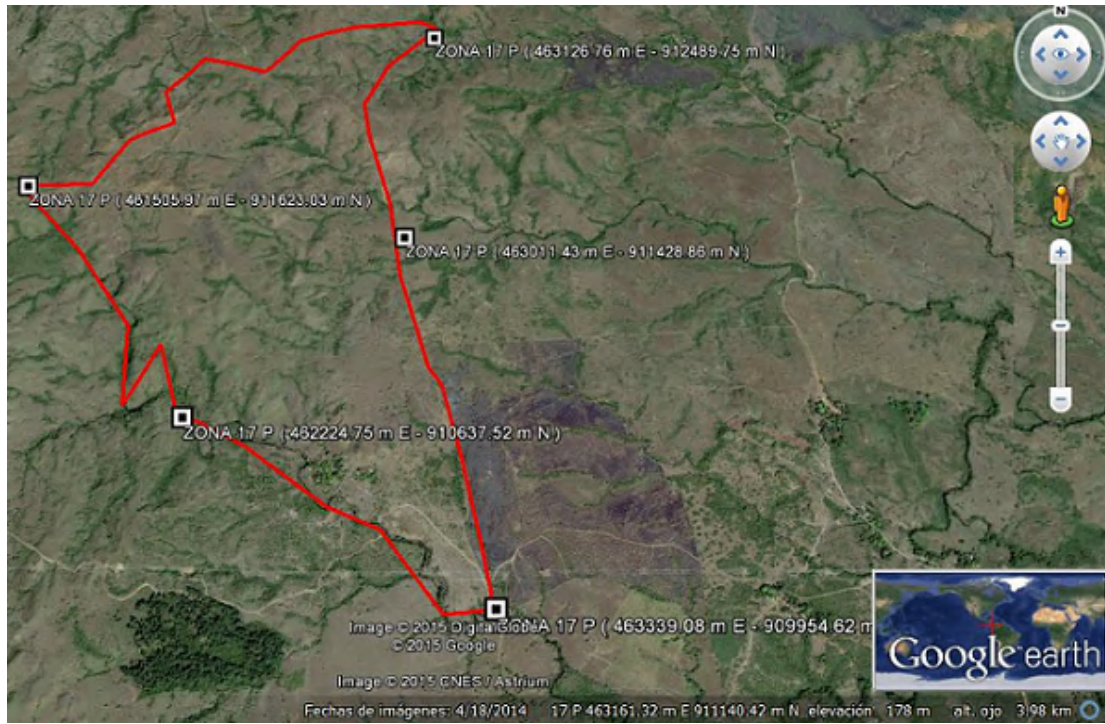 N
ZONA 17 P ( 463126.76 m E - 912489.75 m N )
ZONA 17 P ( 461505.97 m E - 911623.03 m N )
ZONA 17 P ( 463011.43 m E - 911428.86 m N )
ZONA 17 P ( 462224.75 m E - 910637.52 m N )
ZONA 17 P ( 463339.08 m E - 909954.62 m
Image © 2015 DigitalGlobe
© 2015 Google
Image © 2015 CNES / Astrium
Google earth
Fechas de imágenes: 4/18/2014 17 P 463161.32 m E 911140.42 m N elevación: 178 m alt. ojo 3.98 km